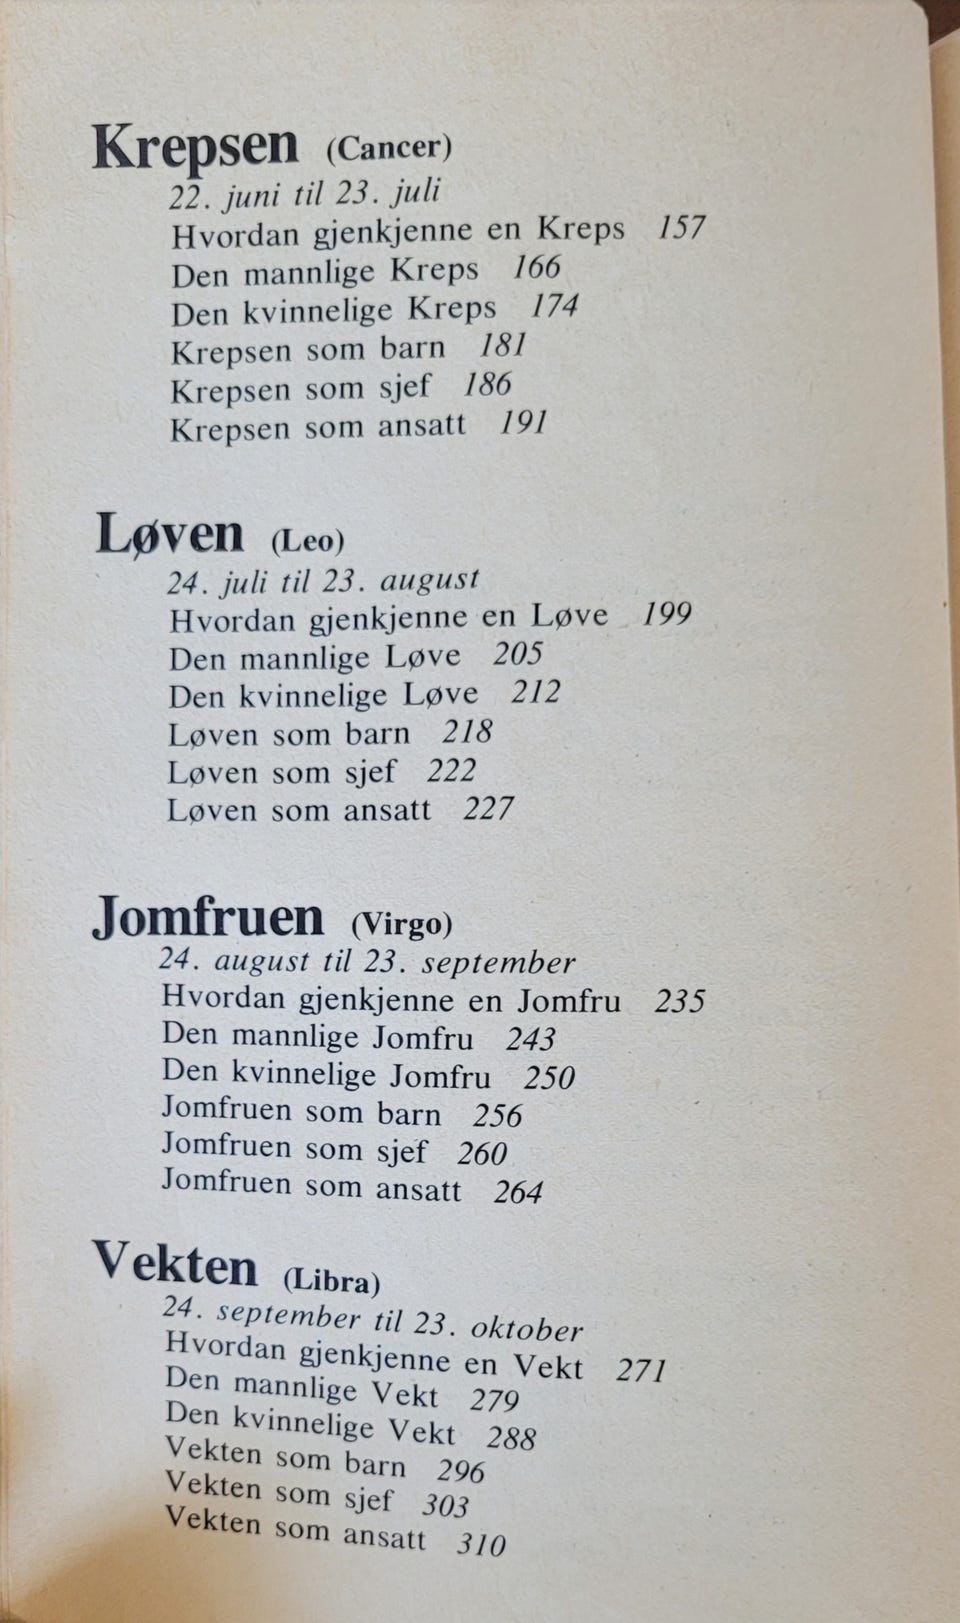 Krepsen (Cancer)
22. juni til 23. juli
Hvordan gjenkjenne en Kreps 157
Den mannlige Kreps 166
Den kvinnelige Kreps 174
Krepsen som barn 181
Krepsen som sjef 186
Krepsen som ansatt 191
Løven (Leo)
24. juli til 23. august
Hvordan gjenkjenne en Løve 199
Den mannlige Løve 205
Den kvinnelige Løve 212
Løven som barn 218
Løven som sjef 222
Løven som ansatt 227
Jomfruen (Virgo)
24. august til 23. september
Hvordan gjenkjenne en Jomfru 235
Den mannlige Jomfru 243
Den kvinnelige Jomfru 250
Jomfruen som barn 256
Jomfruen som sjef 260
Jomfruen som ansatt 264
Vekten (Libra)
24. september til 23. oktober
Hvordan gjenkjenne en Vekt 271
Den mannlige Vekt 279
Den kvinnelige Vekt 288
Vekten som barn 296
Vekten som sjef 303
Vekten som ansatt 310